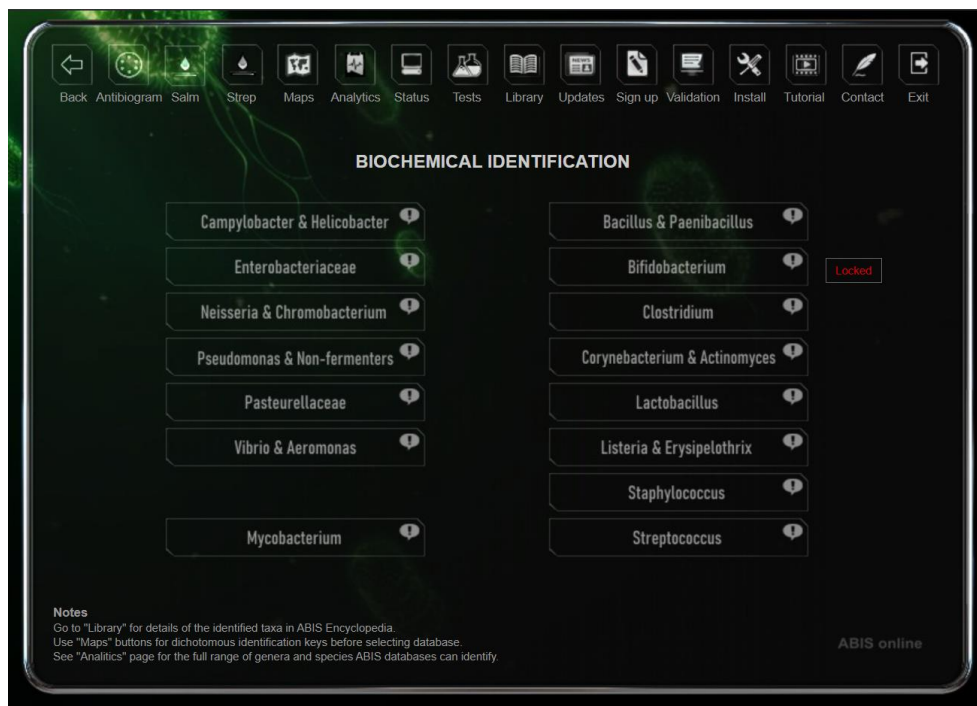 Back Antibiogram Salm Strep Maps Analytics Status Tests Library Updates Sign up Validation Install Tutorial Contact Exit
NEWS
BIOCHEMICAL IDENTIFICATION
Campylobacter & Helicobacter
Enterobacteriaceae
Neisseria & Chromobacterium
Pseudomonas & Non-fermenters
Pasteurellaceae
Vibrio & Aeromonas
Mycobacterium
Bacillus & Paenibacillus
Bifidobacterium
Locked
Clostridium
Corynebacterium & Actinomyces
Lactobacillus
Listeria & Erysipelothrix
Staphylococcus
Streptococcus
Notes
Go to "Library" for details of the identified taxa in ABIS Encyclopedia.
Use "Maps" buttons for dichotomous identification keys before selecting database.
See "Analitics" page for the full range of genera and species ABIS databases can identify.
ABIS online